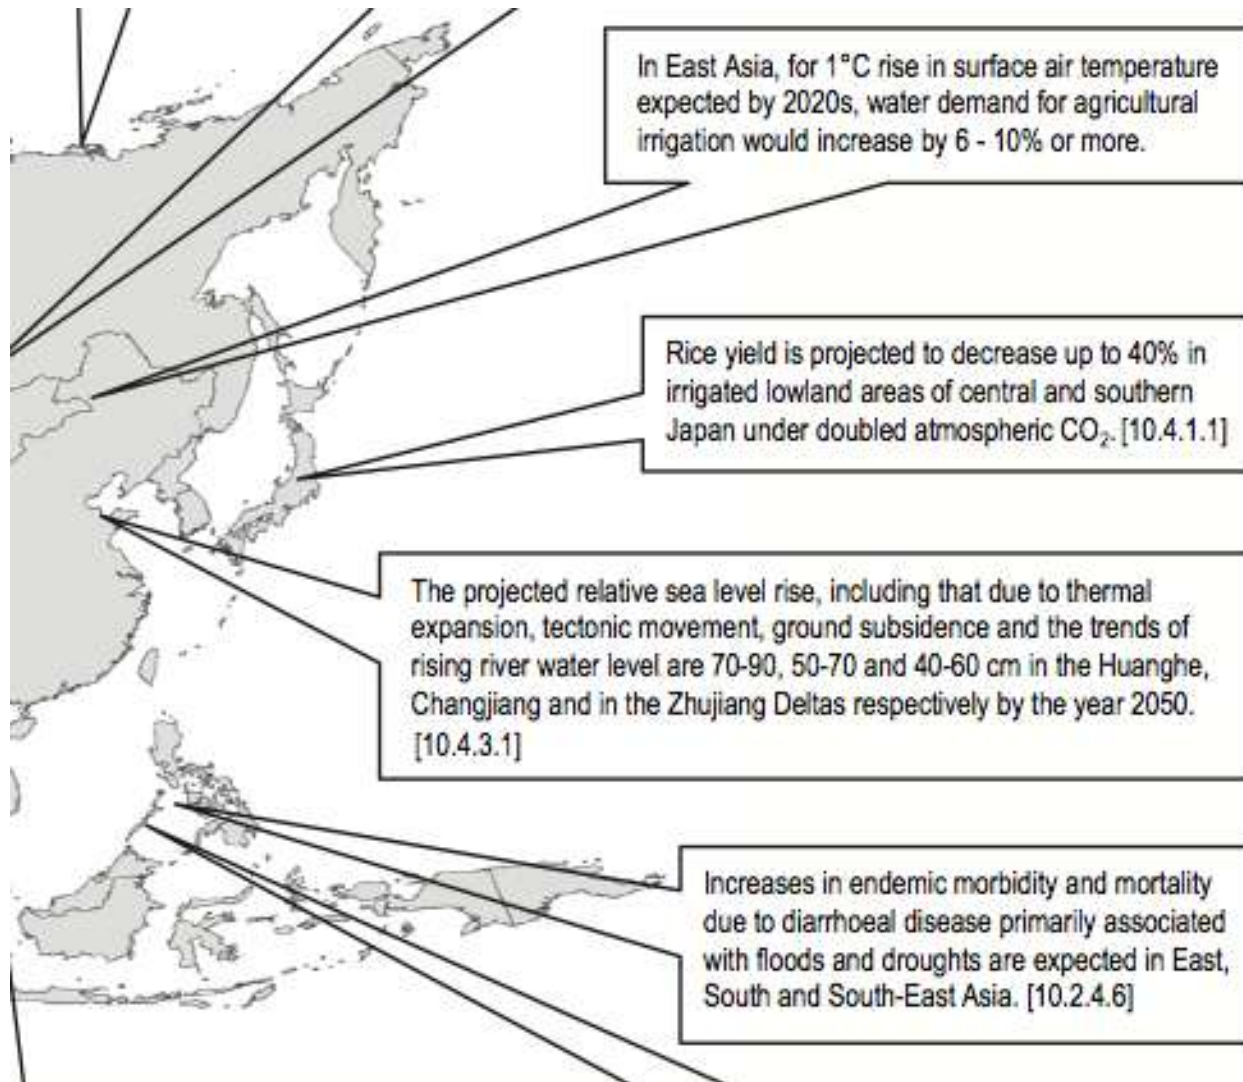 In East Asia, for 1°C rise in surface air temperature
expected by 2020s, water demand for agricultural
irrigation would increase by 6 - 10% or more.
Rice yield is projected to decrease up to 40% in
irrigated lowland areas of central and southern
Japan under doubled atmospheric CO₂. [10.4.1.1]
The projected relative sea level rise, including that due to thermal
expansion, tectonic movement, ground subsidence and the trends of
rising river water level are 70-90, 50-70 and 40-60 cm in the Huanghe,
Changjiang and in the Zhujiang Deltas respectively by the year 2050.
[10.4.3.1]
Increases in endemic morbidity and mortality
due to diarrhoeal disease primarily associated
with floods and droughts are expected in East,
South and South-East Asia. [10.2.4.6]